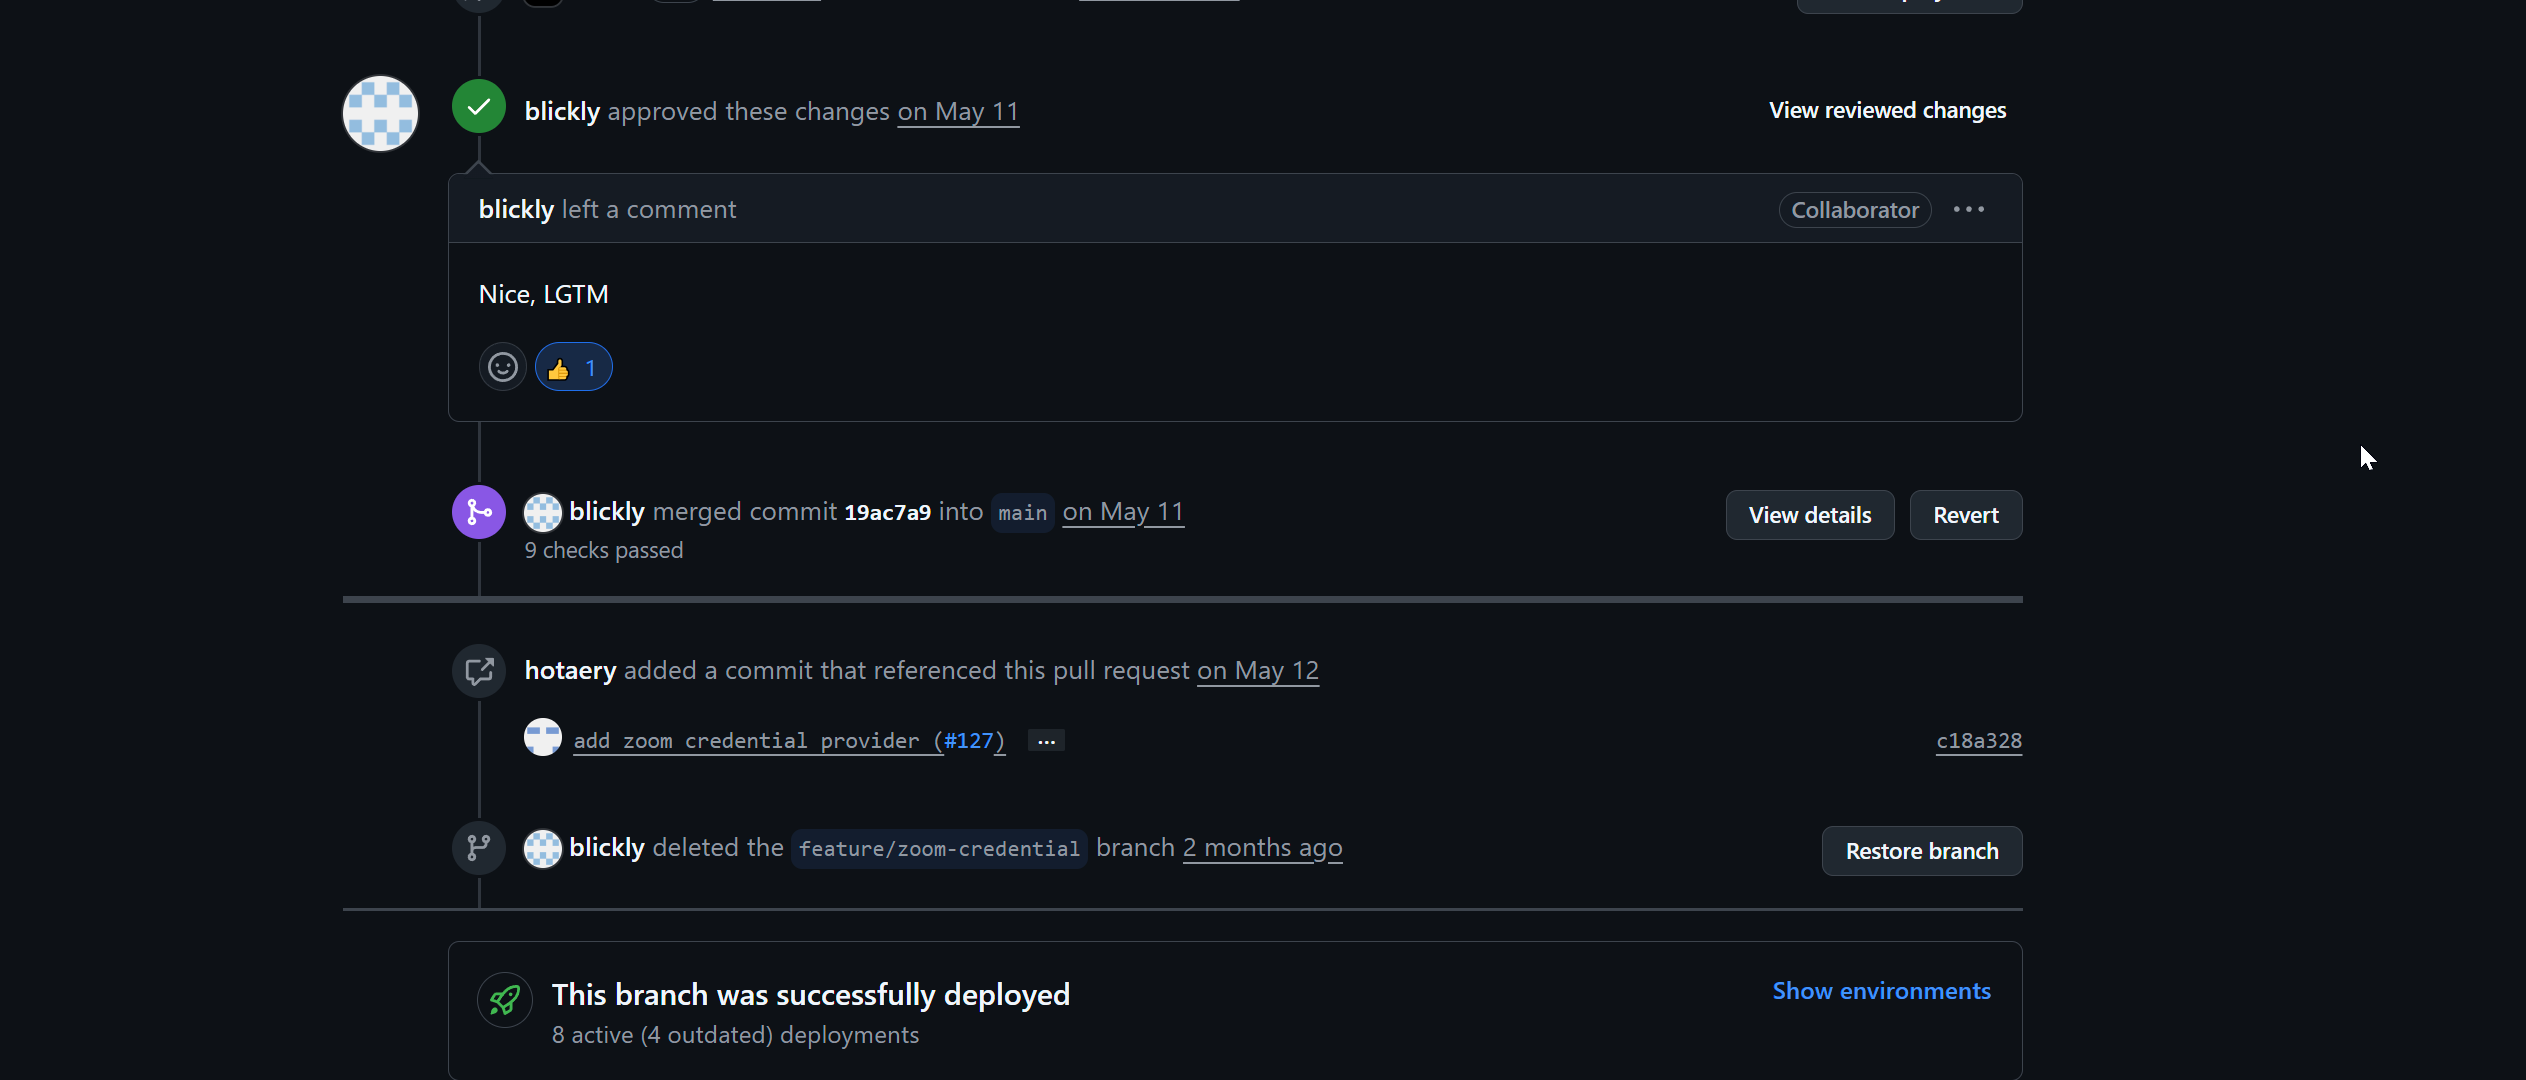 blickly approved these changes on May 11
View reviewed changes
blickly left a comment
Collaborator
Nice, LGTM
1
blickly merged commit 19ac7a9 into main on May 11
View details
Revert
9 checks passed
hotaery added a commit that referenced this pull request on May 12
add zoom credential provider (#127) ...
c18a328
blickly deleted the feature/zoom-credential branch 2 months ago
Restore branch
This branch was successfully deployed
Show environments
8 active (4 outdated) deployments